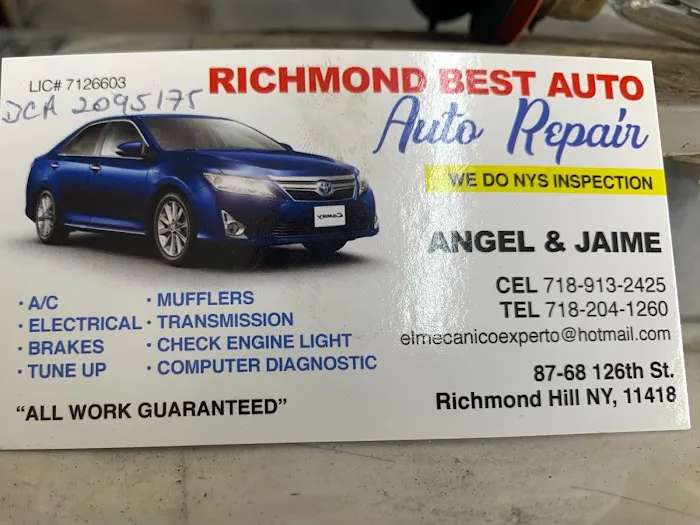 LIC# 7126603
DCA 2095175
RICHMOND BEST AUTO
Auto Repair
WE DO NYS INSPECTION
CAMRY
ANGEL & JAIME
CEL 718-913-2425
TEL 718-204-1260
elmecanicoexperto@hotmail.com
87-68 126th St.
Richmond Hill NY, 11418
· A/C
· ELECTRICAL
· BRAKES
· TUNE UP
· MUFFLERS
· TRANSMISSION
· CHECK ENGINE LIGHT
· COMPUTER DIAGNOSTIC
"ALL WORK GUARANTEED"